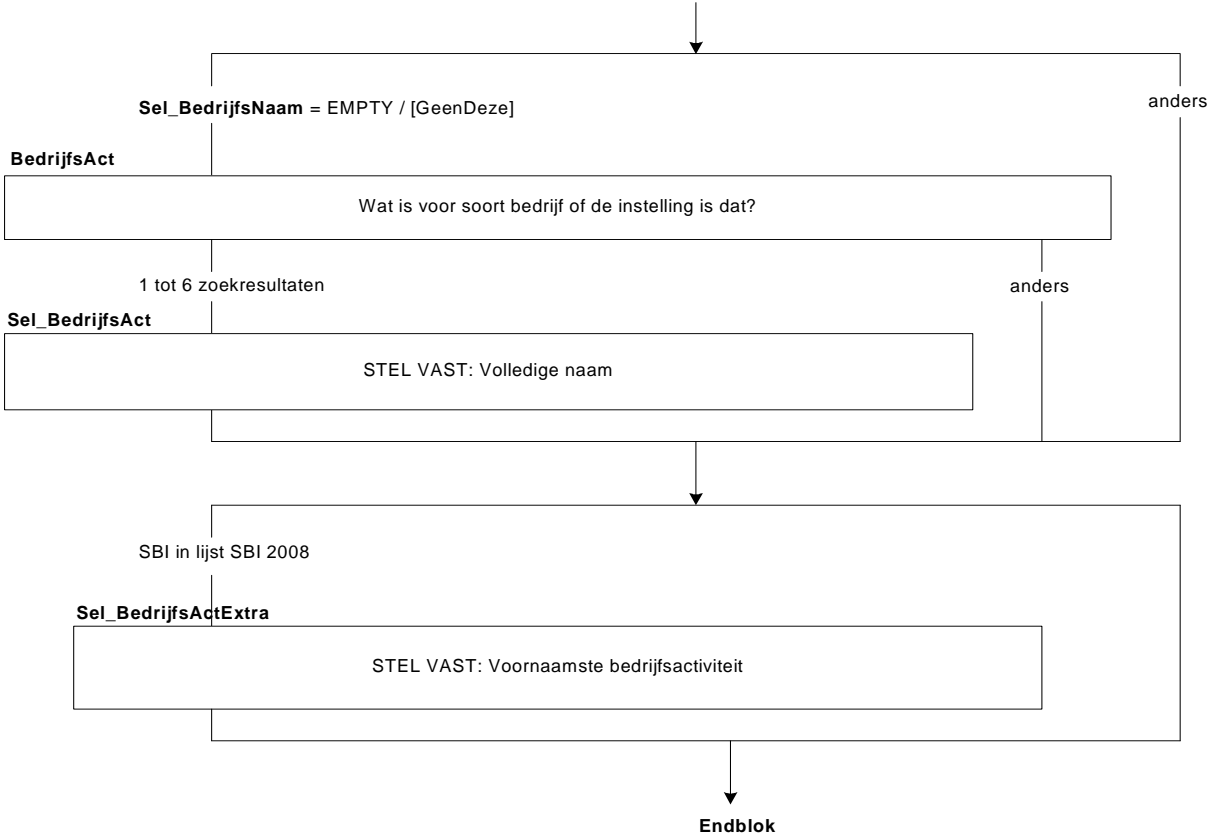 Sel_BedrijfsNaam = EMPTY / [GeenDeze]
anders
BedrijfsAct
Wat is voor soort bedrijf of de instelling is dat?
1 tot 6 zoekresultaten
anders
Sel_BedrijfsAct
STEL VAST: Volledige naam
SBI in lijst SBI 2008
Sel_BedrijfsActExtra
STEL VAST: Voornaamste bedrijfsactiviteit
Endblok